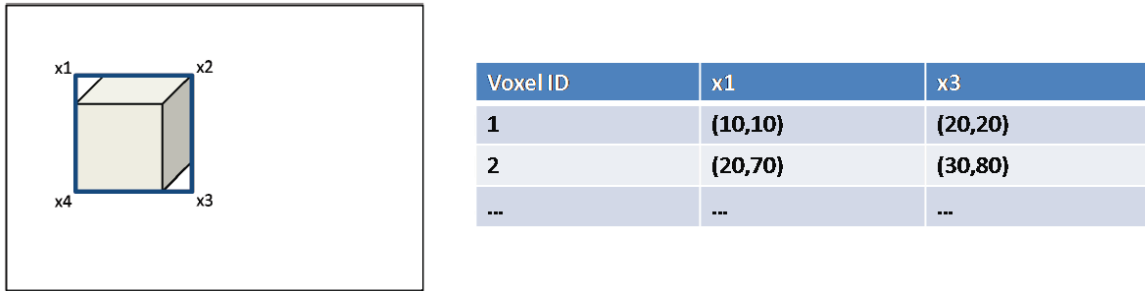 x1 x2
x4 x3
Voxel ID x1 x3
1 (10,10) (20,20)
2 (20,70) (30,80)
... ... ...